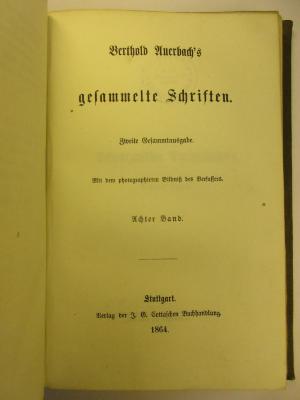 Berthold Auerbach's
gesammelte Schriften.
Zweite Gesammtausgabe.
Mit dem photographirten Bildniß des Verfassers.
Achter Band.
Stuttgart.
Verlag der J. G. Cotta'schen Buchhandlung.
1864.